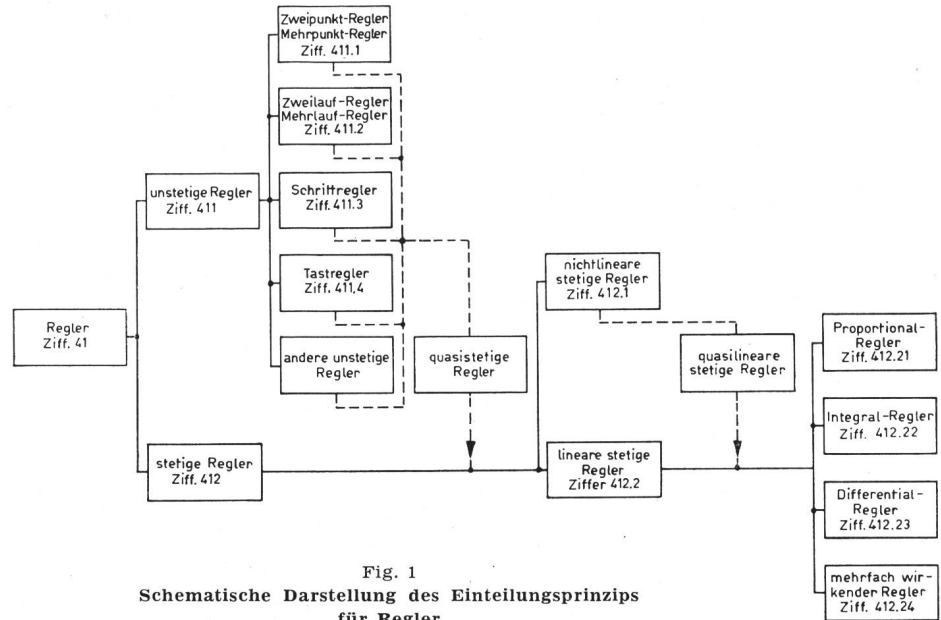 Zweipunkt-Regler
Mehrpunkt-Regler
Ziff. 411.1
Zweilauf-Regler
Mehrlauf-Regler
Ziff. 411.2
unstetige Regler
Ziff. 411
Schrittregler
Ziff. 411.3
Tastregler
Ziff. 411,4
andere unstetige
Regler
Regler
Ziff. 41
stetige Regler
Ziff. 412
quasistetige
Regler
nichtlineare
stetige Regler
Ziff. 412.1
lineare stetige
Regler
Ziffer 412.2
quasilineare
stetige Regler
Proportional-
Regler
Ziff. 412.21
Integral-Regler
Ziff. 412.22
Differential-
Regler
Ziff. 412.23
mehrfach wir-
kender Regler
Ziff. 412.24
Fig. 1
Schematische Darstellung des Einteilungsprinzips
für Regler